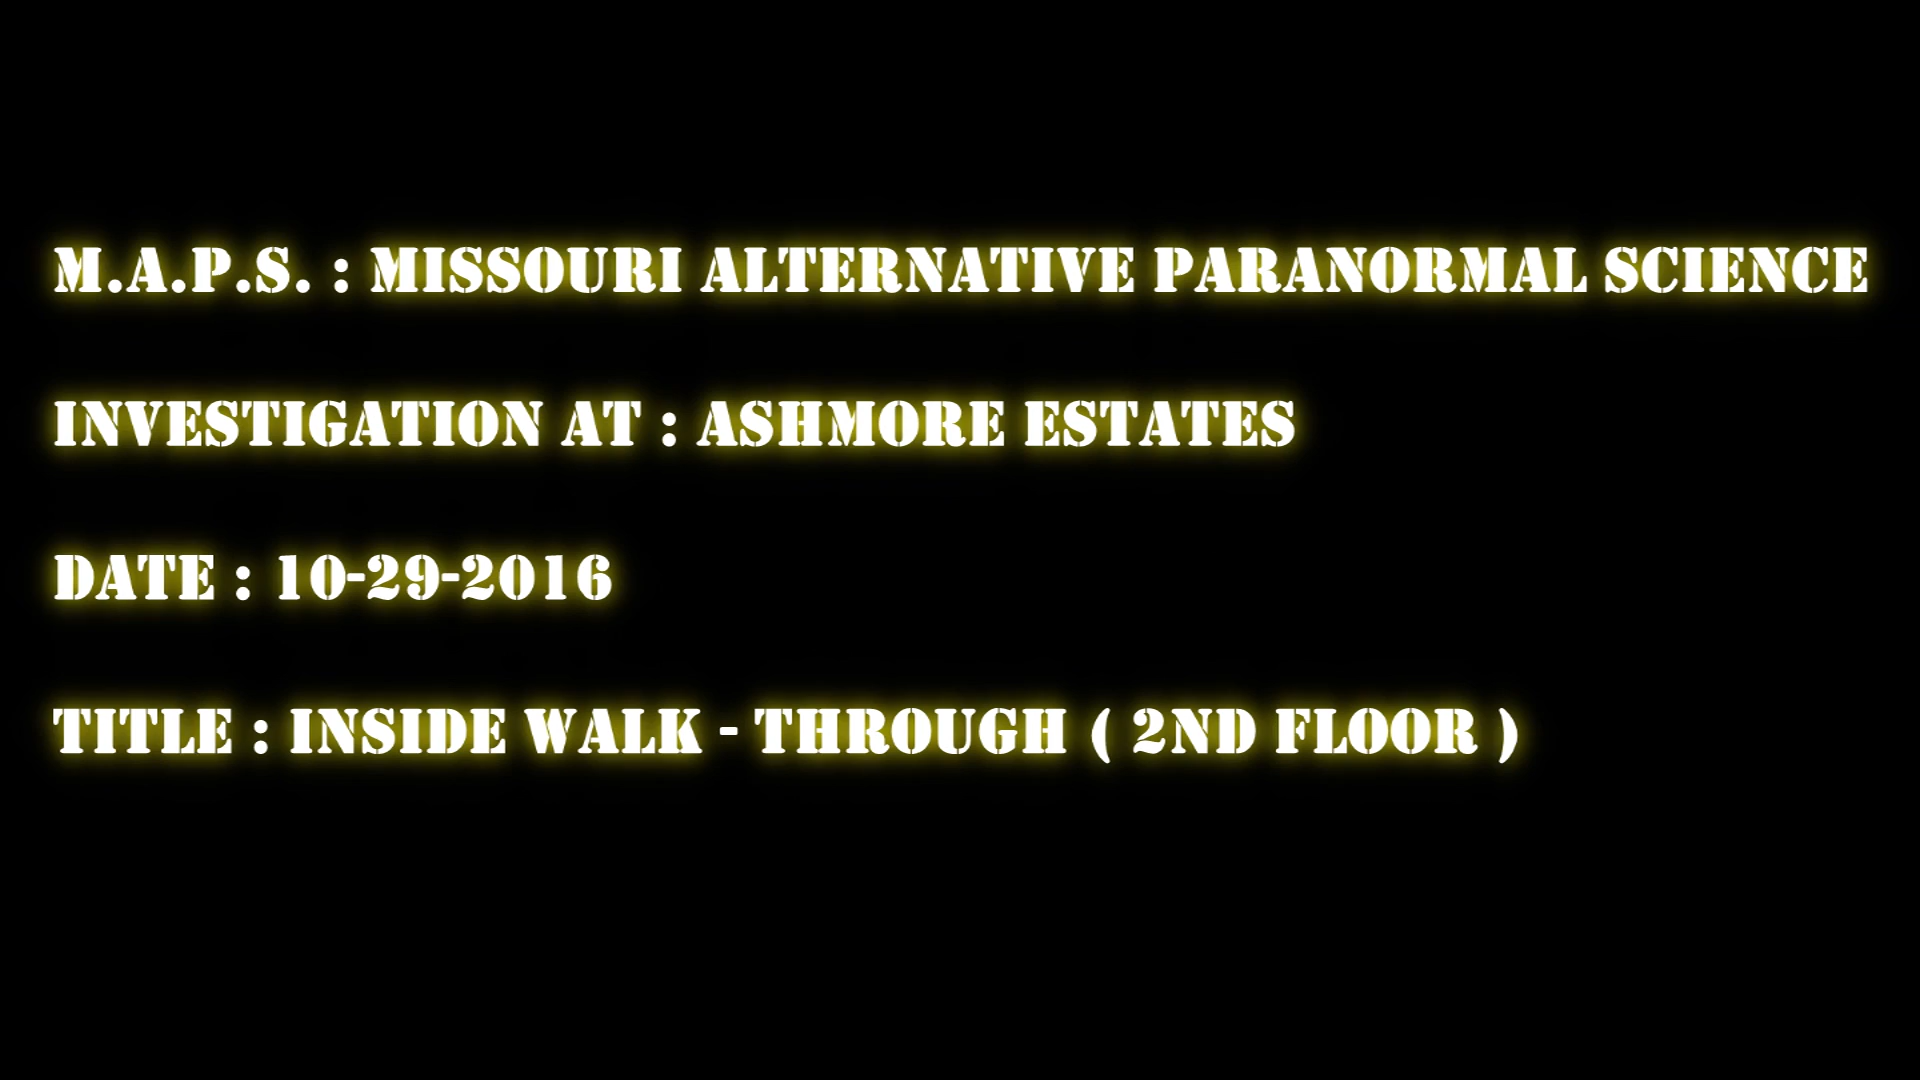 M.A.P.S. : MISSOURI ALTERNATIVE PARANORMAL SCIENCE
INVESTIGATION AT : ASHMORE ESTATES
DATE : 10-29-2016
TITLE : INSIDE WALK - THROUGH ( 2ND FLOOR )